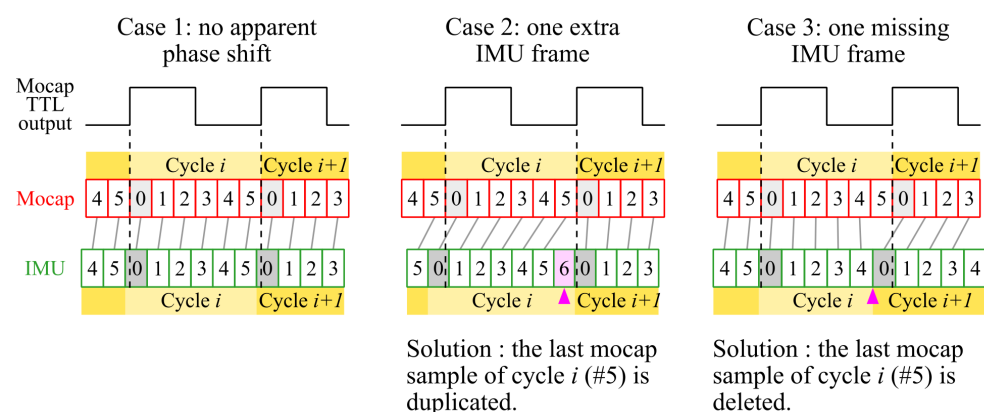 Case 1: no apparent
phase shift
Case 2: one extra
IMU frame
Case 3: one missing
IMU frame
Mocap
TTL
output
Cycle i
Cycle i+1
Cycle i
Cycle i+1
Cycle i
Cycle i+1
Mocap
4 5 0 1 2 3 4 5 0 1 2 3
4 5 0 1 2 3 4 5 0 1 2 3
4 5 0 1 2 3 4 5 0 1 2 3
IMU
4 5 0 1 2 3 4 5 0 1 2 3
5 0 1 2 3 4 5 6 0 1 2 3
4 5 0 1 2 3 4 0 1 2 3 4
Cycle i
Cycle i+1
Cycle i
Cycle i+1
Cycle i
Cycle i+1
Solution : the last mocap
sample of cycle i (#5) is
duplicated.
Solution : the last mocap
sample of cycle i (#5) is
deleted.